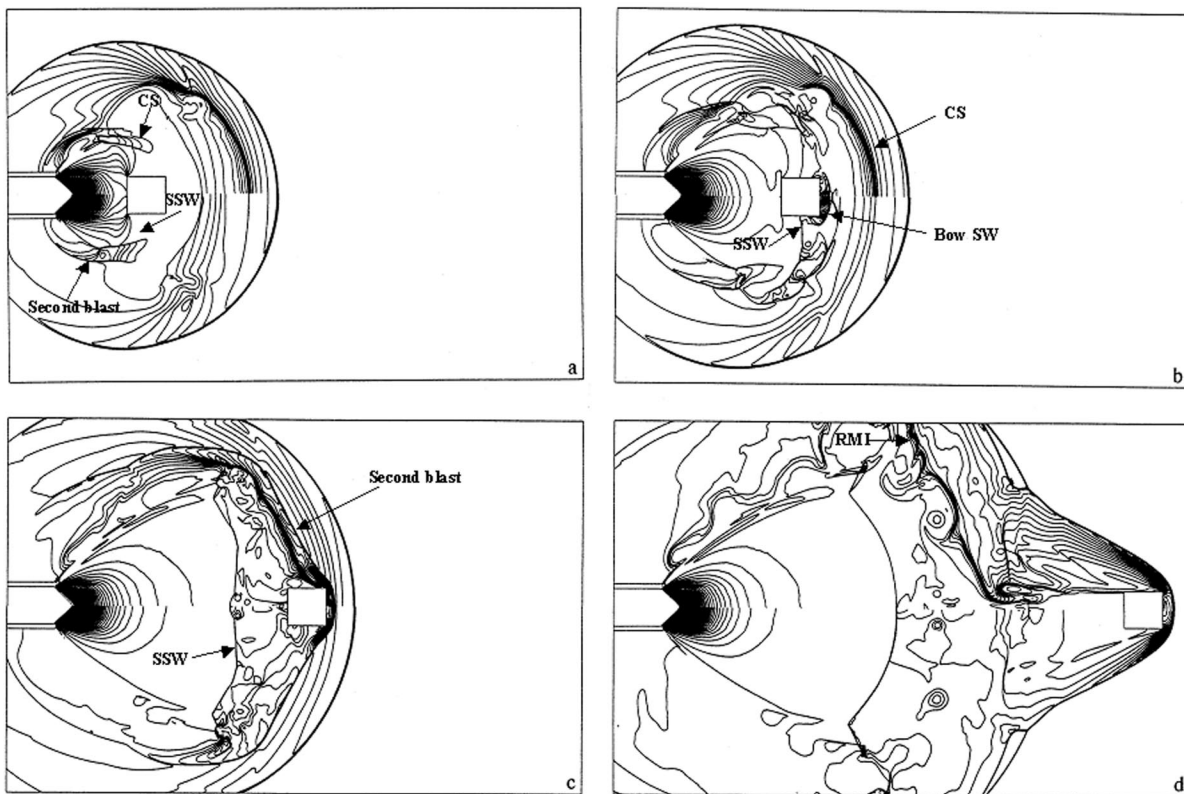 CS
SSW
Second blast
a
CS
SSW
Bow SW
b
Second blast
SSW
c
RMI
d